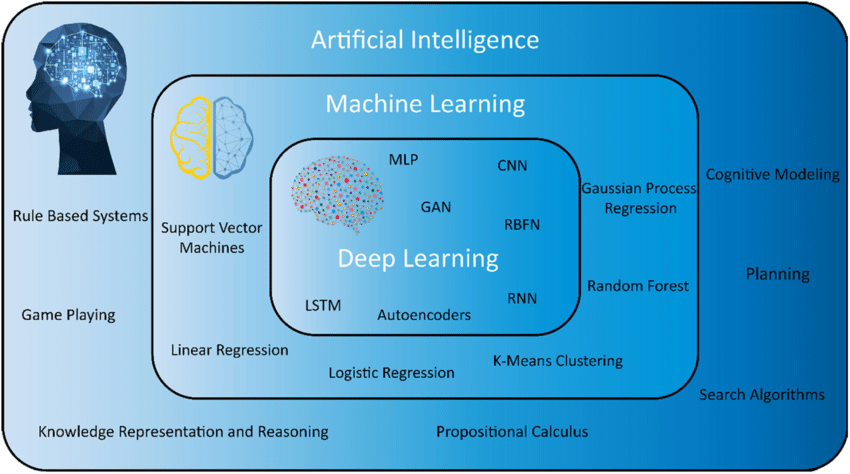 Artificial Intelligence
Machine Learning
MLP
CNN
Cognitive Modeling
Gaussian Process
Regression
GAN
Rule Based Systems
Support Vector
Machines
RBFN
Deep Learning
Planning
Random Forest
LSTM
RNN
Autoencoders
Game Playing
Linear Regression
K-Means Clustering
Logistic Regression
Search Algorithms
Knowledge Representation and Reasoning
Propositional Calculus